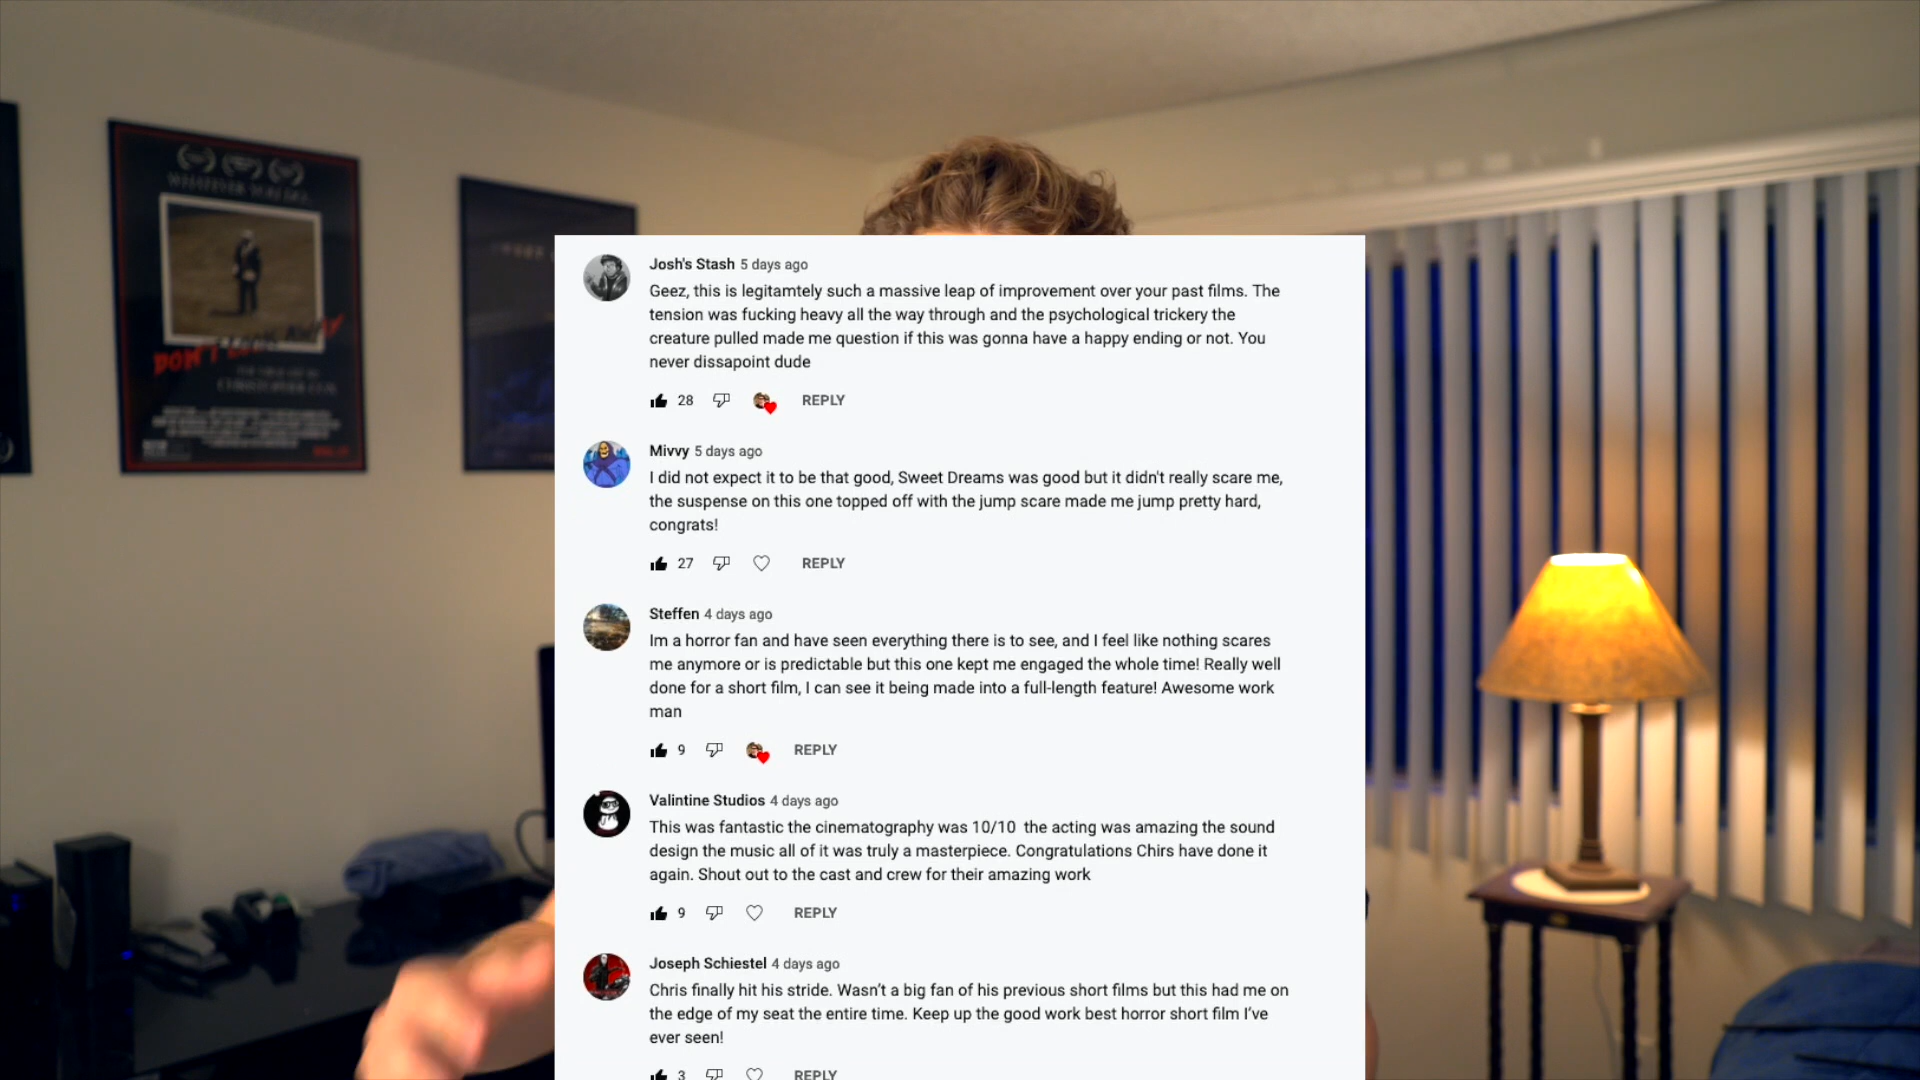 WHATEVER WALKS
DON'T LOOK AWAY
CHRISTOPHER COX
Josh's Stash 5 days ago
Geez, this is legitamtely such a massive leap of improvement over your past films. The
tension was fucking heavy all the way through and the psychological trickery the
creature pulled made me question if this was gonna have a happy ending or not. You
never dissapoint dude
28 REPLY
Mivvy 5 days ago
I did not expect it to be that good, Sweet Dreams was good but it didn't really scare me,
the suspense on this one topped off with the jump scare made me jump pretty hard,
congrats!
27 REPLY
Steffen 4 days ago
Im a horror fan and have seen everything there is to see, and I feel like nothing scares
me anymore or is predictable but this one kept me engaged the whole time! Really well
done for a short film, I can see it being made into a full-length feature! Awesome work
man
9 REPLY
Valintine Studios 4 days ago
This was fantastic the cinematography was 10/10 the acting was amazing the sound
design the music all of it was truly a masterpiece. Congratulations Chirs have done it
again. Shout out to the cast and crew for their amazing work
9 REPLY
Joseph Schiestel 4 days ago
Chris finally hit his stride. Wasn't a big fan of his previous short films but this had me on
the edge of my seat the entire time. Keep up the good work best horror short film I've
ever seen!
3 REPLY